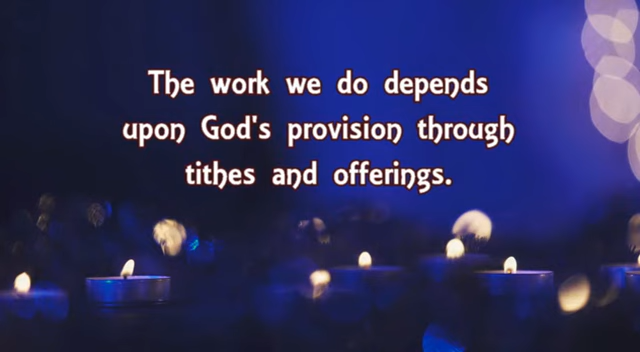 The work we do depends
upon God's provision through
tithes and offerings.